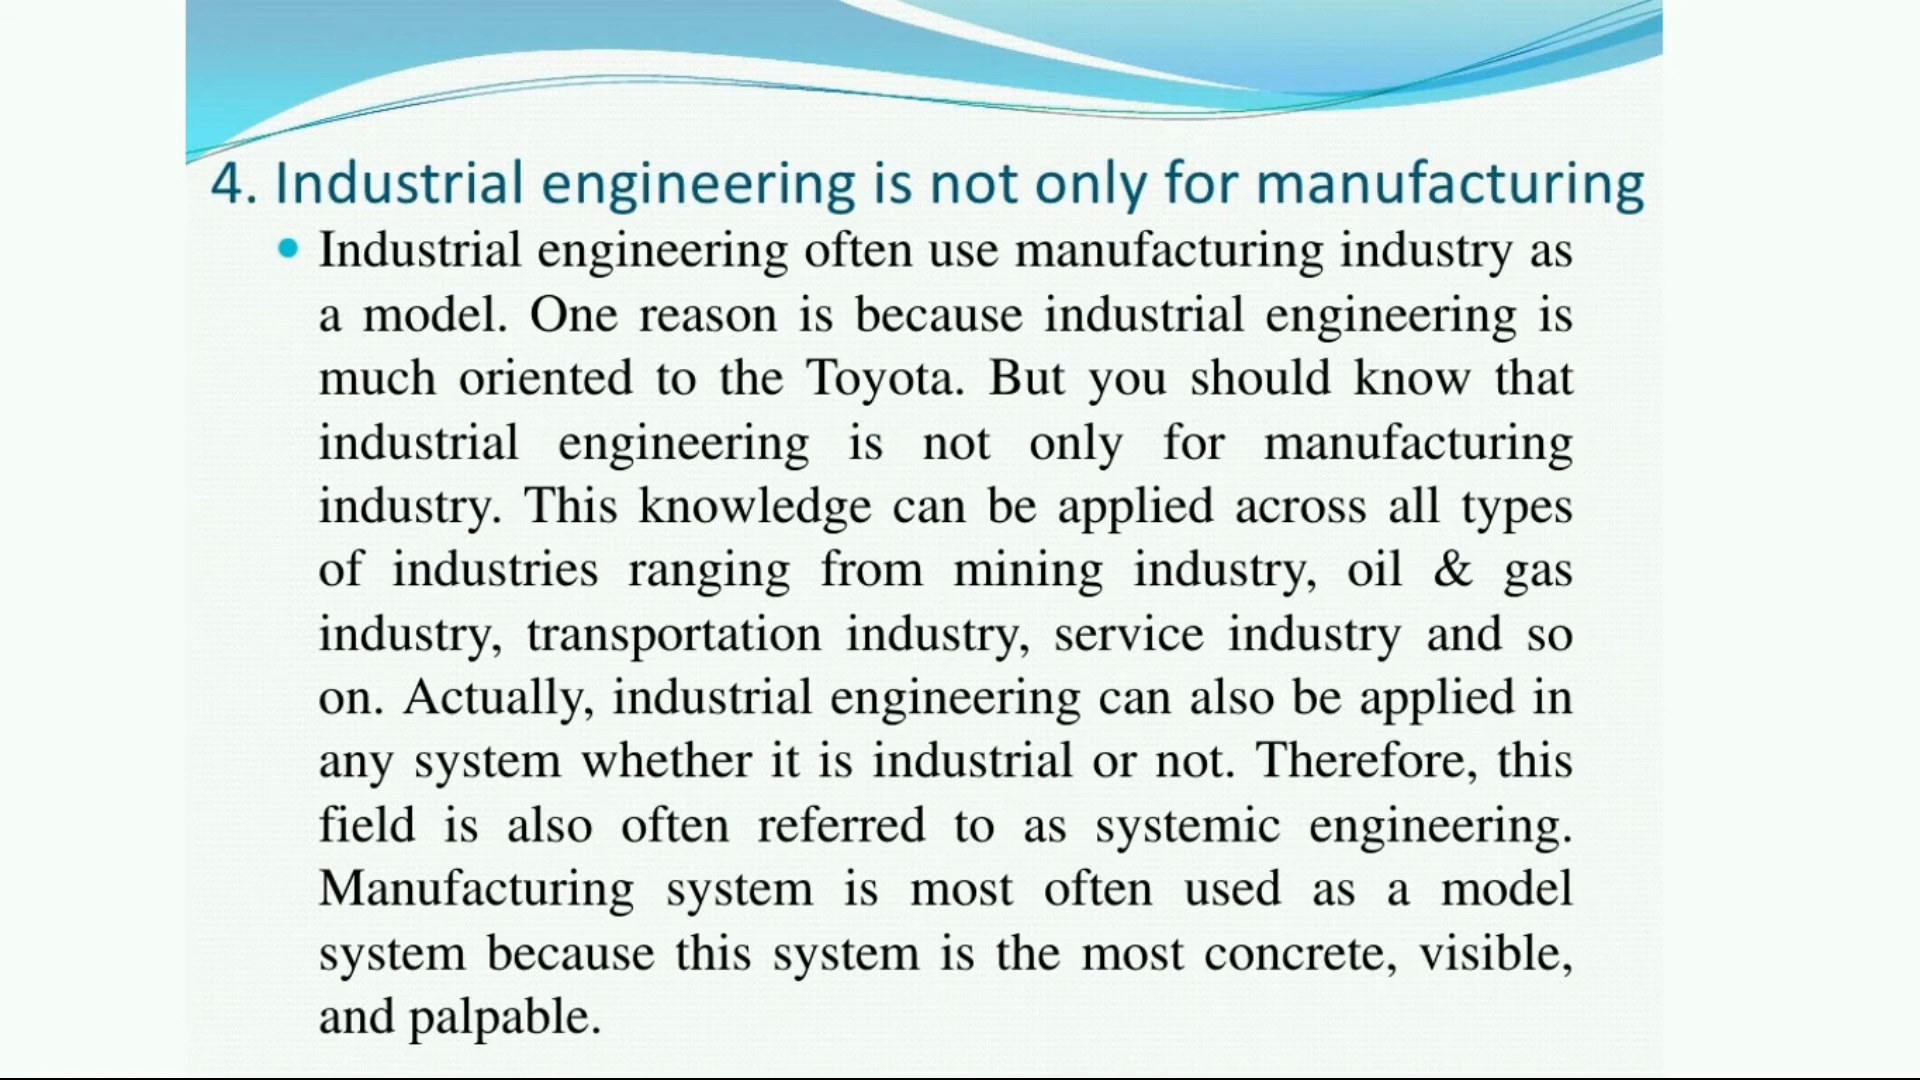 4. Industrial engineering is not only for manufacturing
Industrial engineering often use manufacturing industry as
a model. One reason is because industrial engineering is
much oriented to the Toyota. But you should know that
industrial engineering is not only for manufacturing
industry. This knowledge can be applied across all types
of industries ranging from mining industry, oil & gas
industry, transportation industry, service industry and so
on. Actually, industrial engineering can also be applied in
any system whether it is industrial or not. Therefore, this
field is also often referred to as systemic engineering.
Manufacturing system is most often used as a model
system because this system is the most concrete, visible,
and palpable.